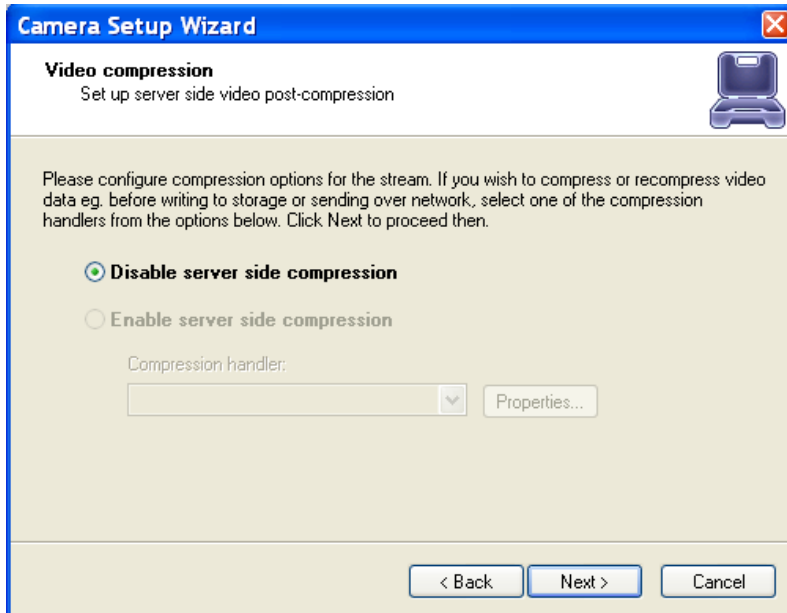 Camera Setup Wizard
Video compression
Set up server side video post-compression
Please configure compression options for the stream. If you wish to compress or recompress video
data eg. before writing to storage or sending over network, select one of the compression
handlers from the options below. Click Next to proceed then.
Disable server side compression
Enable server side compression
Compression handler:
Properties...
< Back Next > Cancel